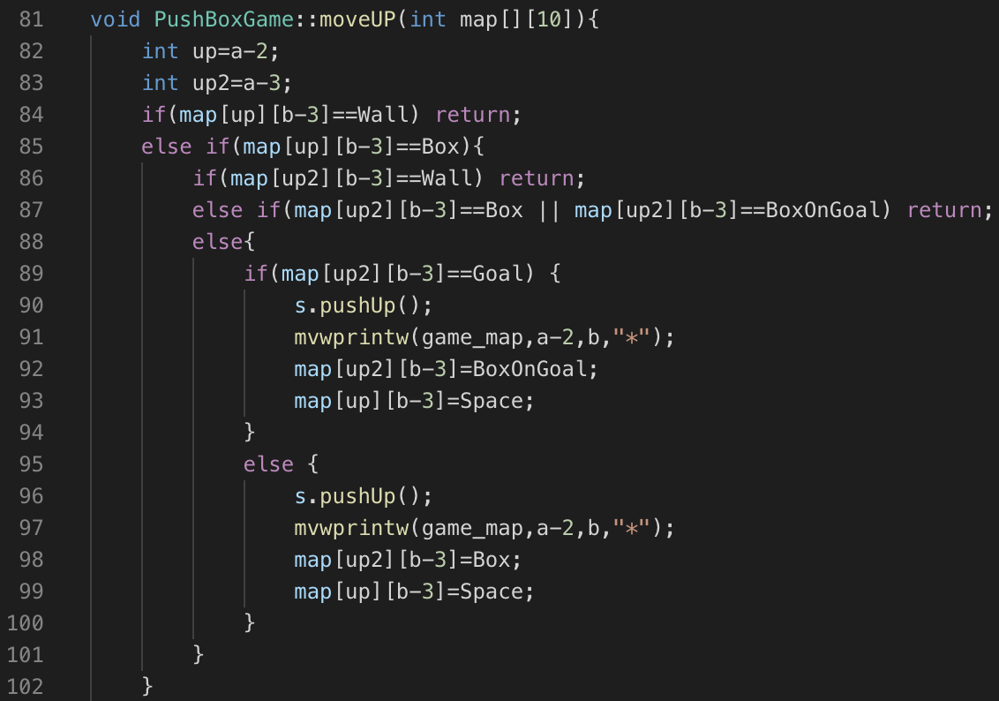 81 void PushBoxGame::moveUP(int map[][10]){
82 int up=a-2;
83 int up2=a-3;
84 if(map[up][b-3]==Wall) return;
85 else if(map[up][b-3]==Box){
86 if(map[up2][b-3]==Wall) return;
87 else if(map[up2][b-3]==Box || map[up2][b-3]==BoxOnGoal) return;
88 else{
89 if(map[up2][b-3]==Goal) {
90 s.pushUp();
91 mvwprintw(game_map,a-2,b,"*");
92 map[up2][b-3]=BoxOnGoal;
93 map[up][b-3]=Space;
94 }
95 else {
96 s.pushUp();
97 mvwprintw(game_map,a-2,b,"*");
98 map[up2][b-3]=Box;
99 map[up][b-3]=Space;
100 }
101 }
102 }